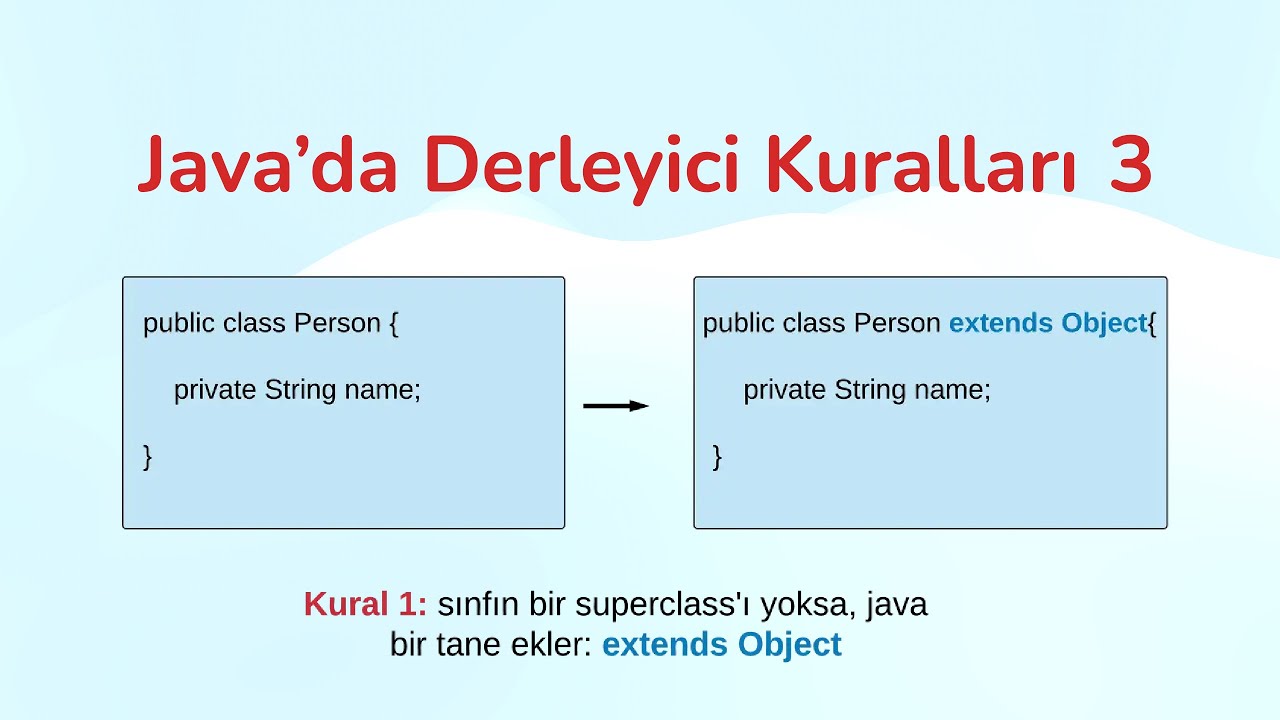 Java’da Derleyici Kuralları 3
public class Person {
private String name;
}
public class Person extends Object{
private String name;
}
Kural 1: sınfın bir superclass'ı yoksa, java
bir tane ekler: extends Object